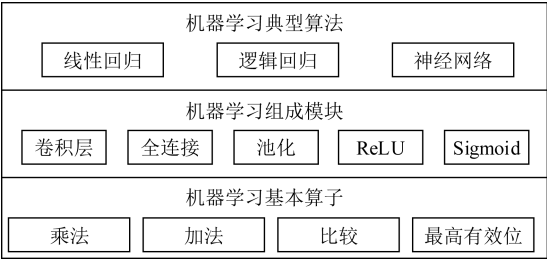 机器学习典型算法
线性回归 逻辑回归 神经网络
机器学习组成模块
卷积层 全连接 池化 ReLU Sigmoid
机器学习基本算子
乘法 加法 比较 最高有效位